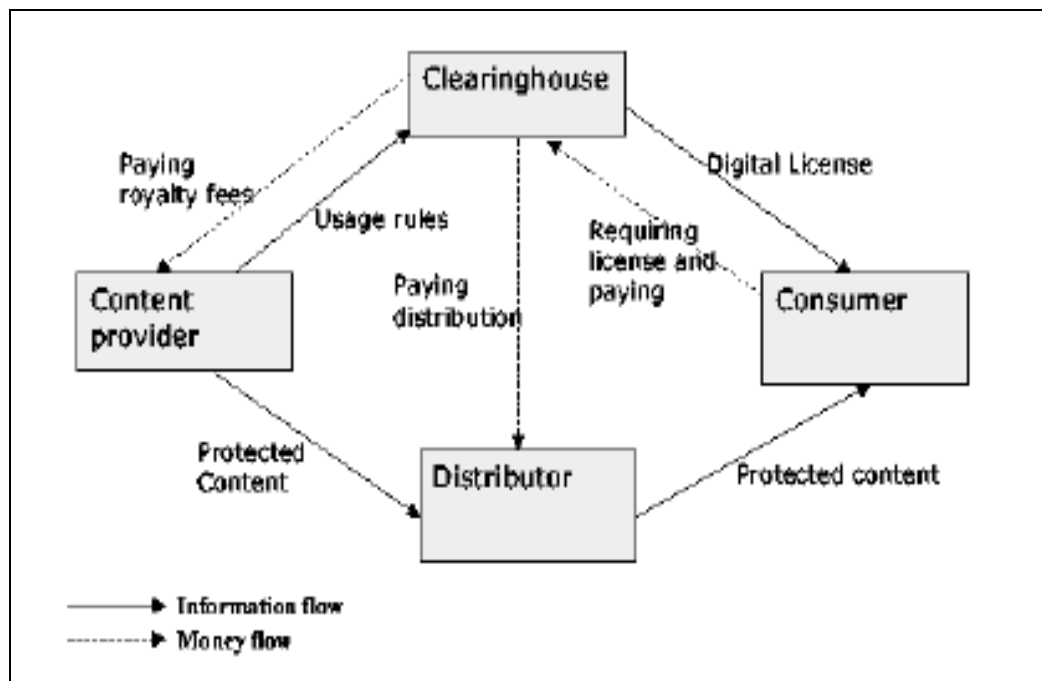 Clearinghouse
Paying
royalty fees
Usage rules
Digital License
Requiring
license and
paying
Paying
distribution
Content
provider
Consumer
Protected
Content
Distributor
Protected content
Information flow
Money flow